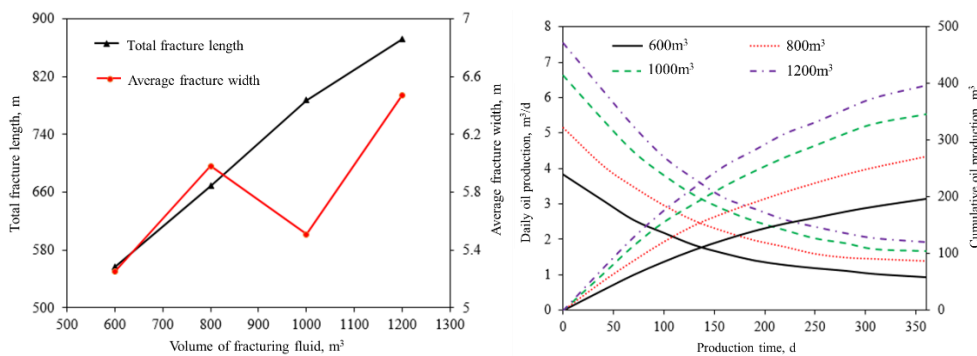 900
820
740
660
580
500
Total fracture length, m
Total fracture length
Average fracture width
7
6.6
6.2
5.8
5.4
5
Average fracture width, m
500 600 700 800 900 1000 1100 1200 1300
Volume of fracturing fluid, m³
8
7
6
5
4
3
2
1
0
Daily oil production, m³/d
600m³ 800m³
1000m³ 1200m³
500
400
300
200
100
0
Cumulative oil production, m³
0 50 100 150 200 250 300 350
Production time, d